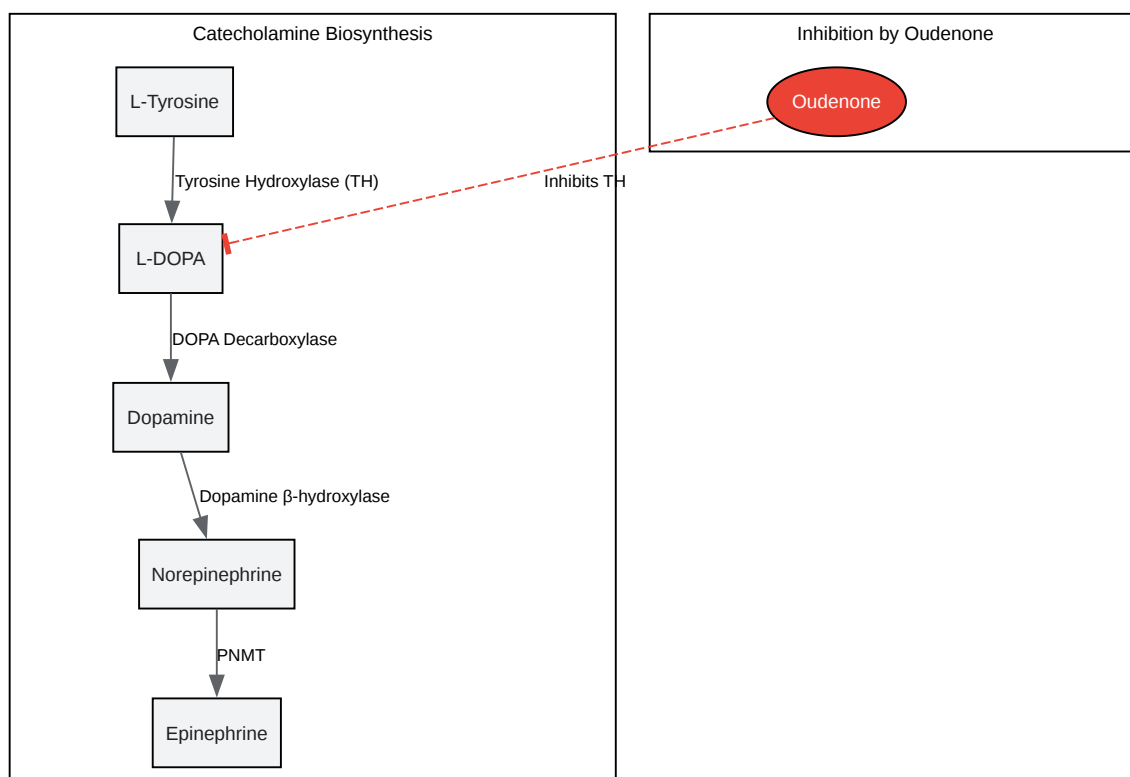 Catecholamine Biosynthesis
Inhibition by Oudenone
L-Tyrosine
Oudenone
Tyrosine Hydroxylase (TH)
Inhibits TH
L-DOPA
DOPA Decarboxylase
Dopamine
Dopamine β-hydroxylase
Norepinephrine
PNMT
Epinephrine